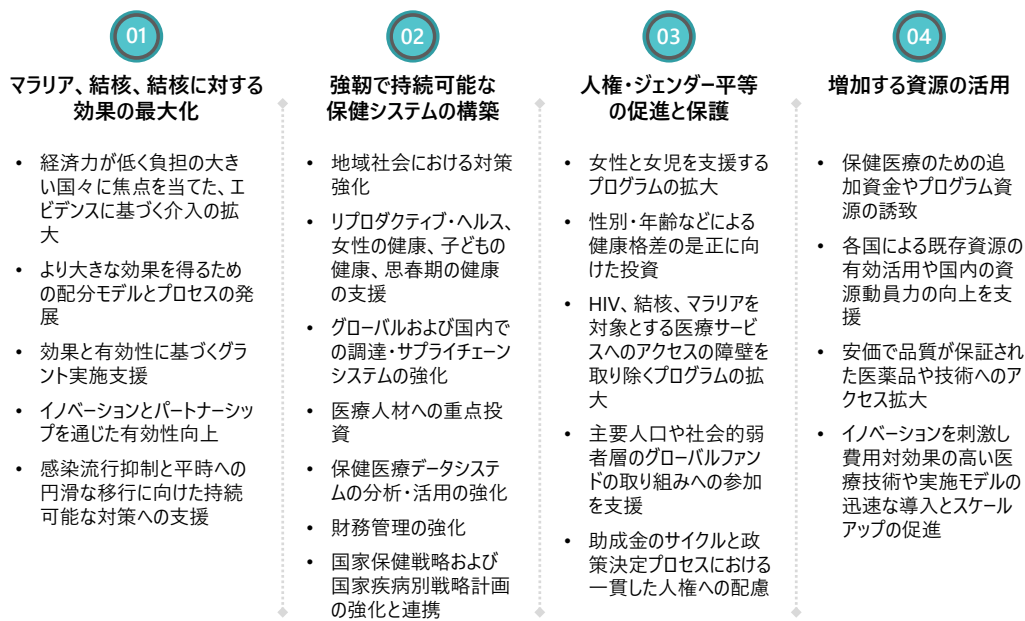 01
マラリア、結核、結核に対する
効果の最大化
• 経済力が低く負担の大き
い国々に焦点を当てた、エ
ビデンスに基づく介入の拡
大
• より大きな効果を得るため
の配分モデルとプロセスの発
展
• 効果と有効性に基づくグラ
ント実施支援
• イノベーションとパートナーシッ
プを通じた有効性向上
• 感染流行抑制と平時への
円滑な移行に向けた持続
可能な対策への支援
02
強靭で持続可能な
保健システムの構築
• 地域社会における対策
強化
• リプロダクティブ・ヘルス、
女性の健康、子どもの
健康、思春期の健康
の支援
• グローバルおよび国内で
の調達・サプライチェーン
システムの強化
• 医療人材への重点投
資
• 保健医療データシステ
ムの分析・活用の強化
• 財務管理の強化
• 国家保健戦略および
国家疾病別戦略計画
の強化と連携
03
人権・ジェンダー平等
の促進と保護
• 女性と女児を支援する
プログラムの拡大
• 性別・年齢などによる
健康格差の是正に向
けた投資
• HIV、結核、マラリアを
対象とする医療サービ
スへのアクセスの障壁を
取り除くプログラムの拡
大
• 主要人口や社会的弱
者層のグローバルファン
ドの取り組みへの参加
を支援
• 助成金のサイクルと政
策決定プロセスにおける
一貫した人権への配慮
04
増加する資源の活用
• 保健医療のための追
加資金やプログラム資
源の誘致
• 各国による既存資源の
有効活用や国内の資
源動員力の向上を支
援
• 安価で品質が保証され
た医薬品や技術へのア
クセス拡大
• イノベーションを刺激し
費用対効果の高い医
療技術や実施モデルの
迅速な導入とスケール
アップの促進